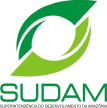 SUDAM
SUPERINTENDÊNCIA DO DESENVOLVIMENTO DA AMAZÔNIA